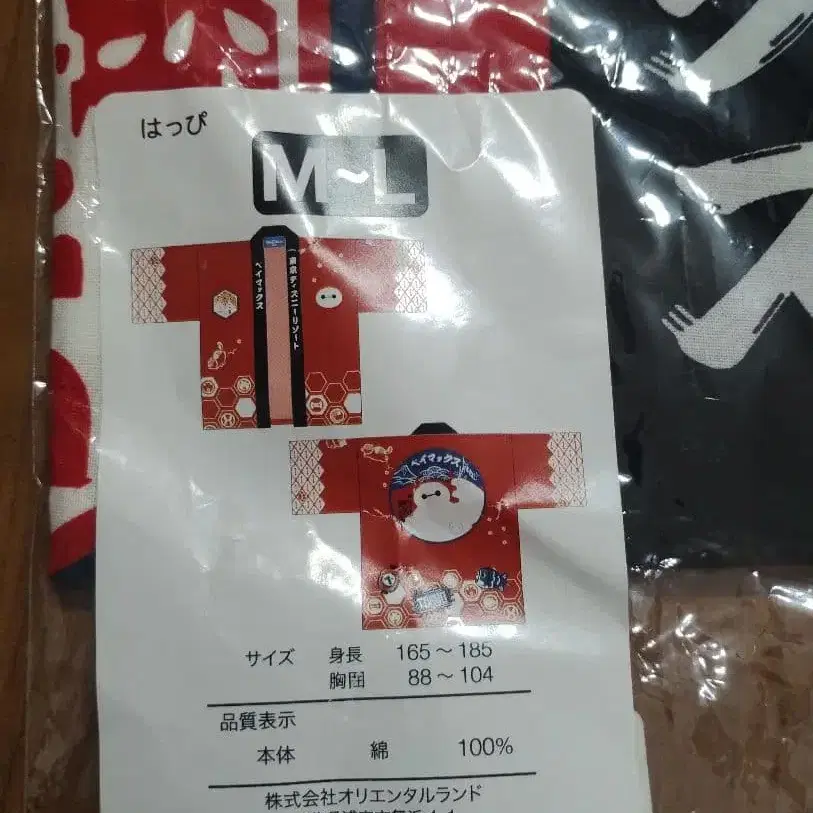 はっぴ
M~L
ベイマックス
東京ディズニーリゾート
ベイマックス
サイズ 身長 165~185
胸囲 88~104
品質表示
本体 綿 100%
株式会社オリエンタルランド